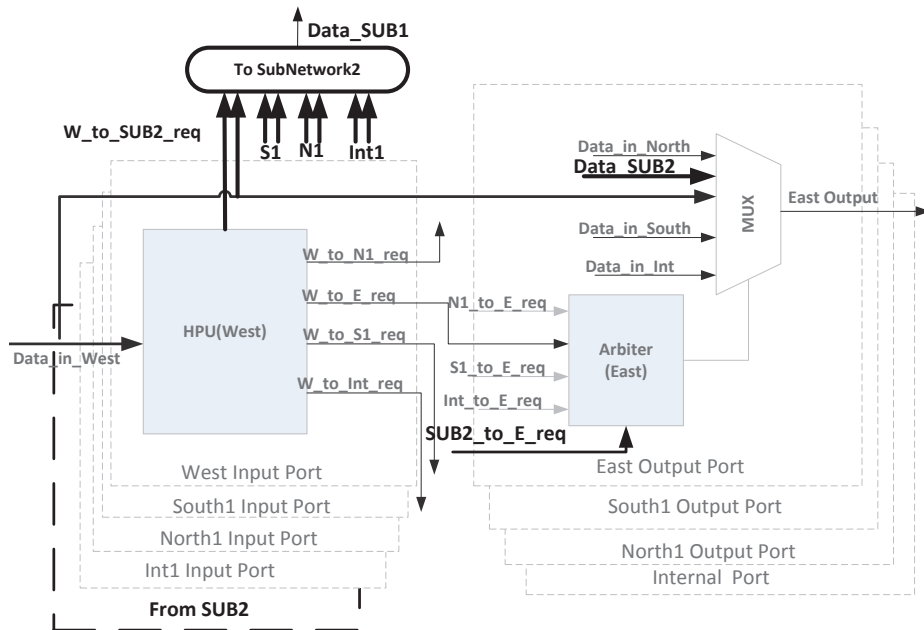 Data_SUB1
To SubNetwork2
W_to_SUB2_req
S1
N1
Int1
Data_in_North
Data_SUB2
MUX
East Output
Data_in_South
Data_in_Int
W_to_N1_req
W_to_E_req
N1_to_E_req
HPU(West)
W_to_S1_req
Arbiter
(East)
Data_in_West
S1_to_E_req
W_to_Int_req
Int_to_E_req
SUB2_to_E_req
West Input Port
East Output Port
South1 Input Port
South1 Output Port
North1 Input Port
North1 Output Port
Int1 Input Port
Internal Port
From SUB2